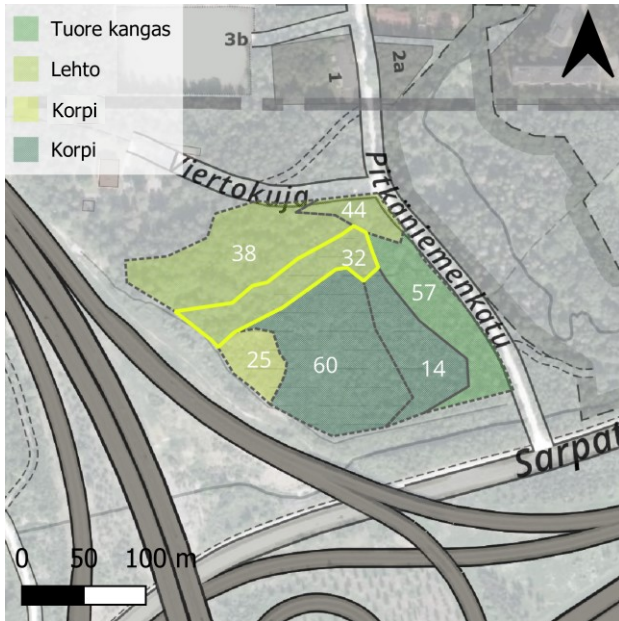 Tuore kangas
Lehto
Korpi
Korpi
3b
1
2a
Viertokuja
Pitkäniemenkatu
44
38
32
57
25
60
14
Sarpat
0 50 100 m